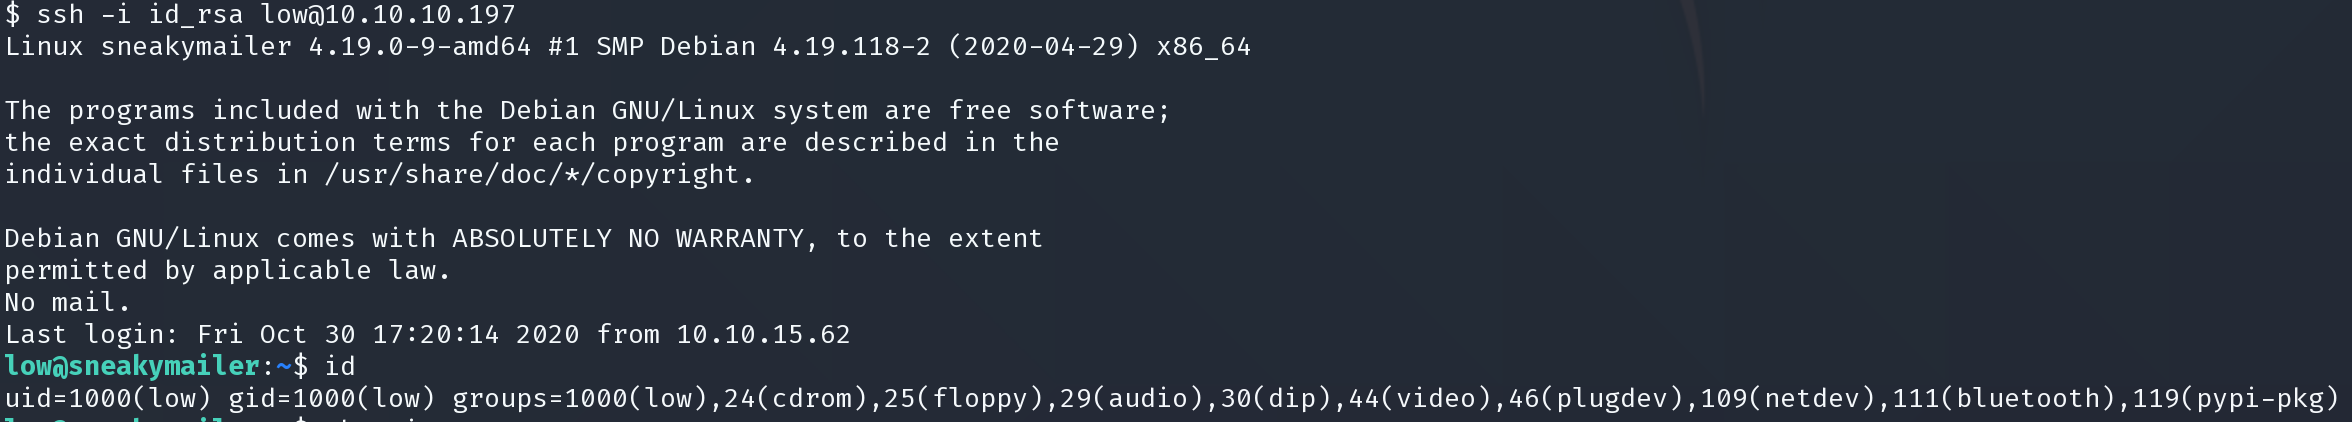 $ ssh -i id_rsa low@10.10.10.197
Linux sneakymailer 4.19.0-9-amd64 #1 SMP Debian 4.19.118-2 (2020-04-29) x86_64
The programs included with the Debian GNU/Linux system are free software;
the exact distribution terms for each program are described in the
individual files in /usr/share/doc/*/copyright.
Debian GNU/Linux comes with ABSOLUTELY NO WARRANTY, to the extent
permitted by applicable law.
No mail.
Last login: Fri Oct 30 17:20:14 2020 from 10.10.15.62
low@sneakymailer:~$ id
uid=1000(low) gid=1000(low) groups=1000(low),24(cdrom),25(floppy),29(audio),30(dip),44(video),46(plugdev),109(netdev),111(bluetooth),119(pypi-pkg)